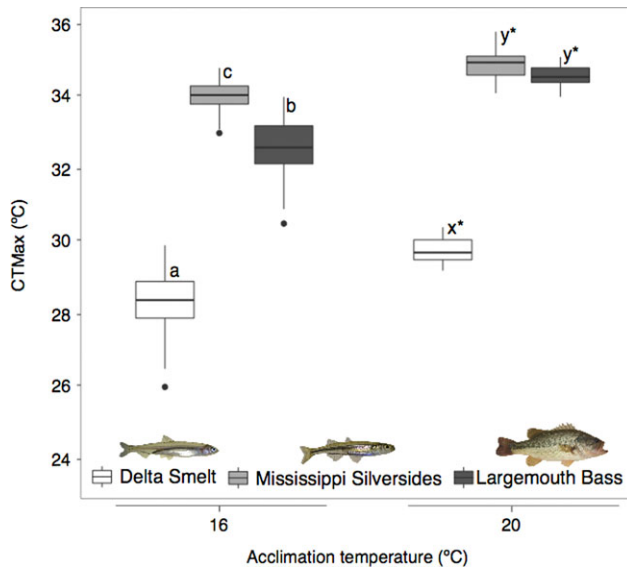 36
34
32
30
28
26
24
CTMax (ºC)
c
b
a
y*
y*
x*
Delta Smelt
Mississippi Silversides
Largemouth Bass
16
20
Acclimation temperature (ºC)